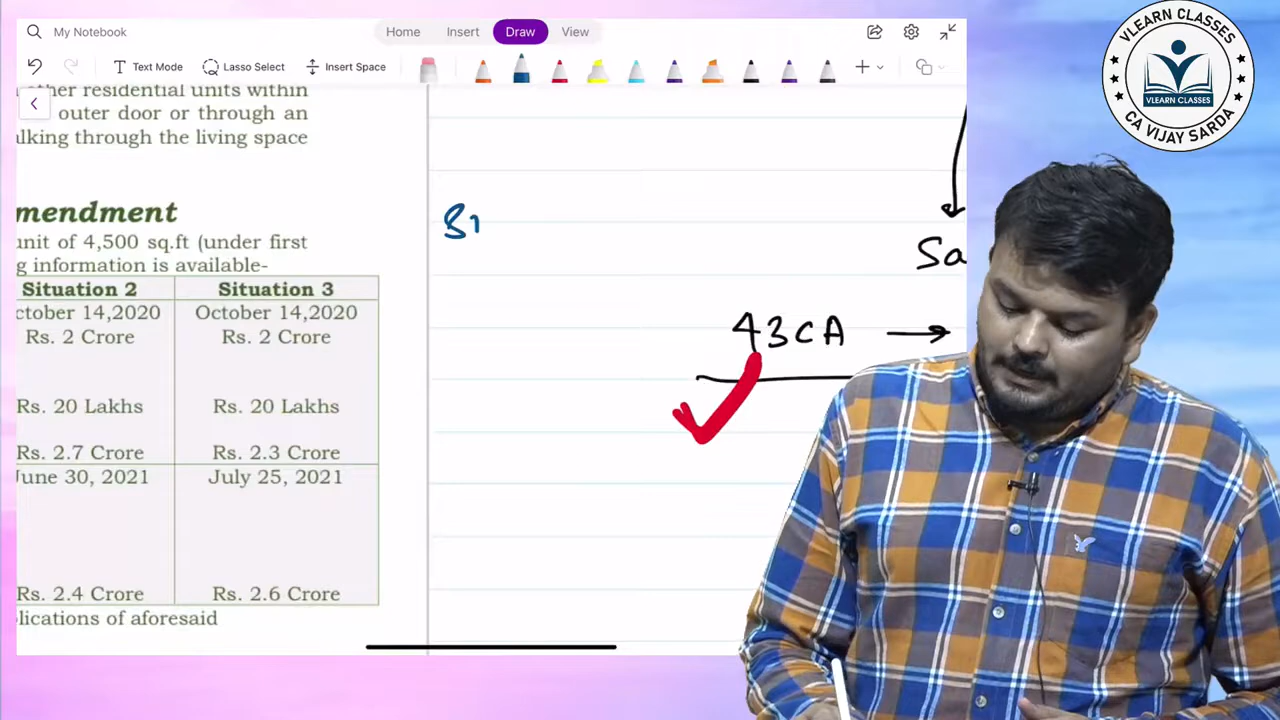 My Notebook
Home Insert Draw View
Text Mode Lasso Select Insert Space
other residential units within
outer door or through an
lking through the living space
mendment
unit of 4,500 sq.ft (under first
g information is available-
Situation 2 Situation 3
ctober 14,2020 October 14,2020
Rs. 2 Crore Rs. 2 Crore
Rs. 20 Lakhs Rs. 20 Lakhs
Rs. 2.7 Crore Rs. 2.3 Crore
June 30, 2021 July 25, 2021
Rs. 2.4 Crore Rs. 2.6 Crore
lications of aforesaid
Sa
43CA →
VLEARN CLASSES
VLEARN CLASSES
CA VIJAY SARDA